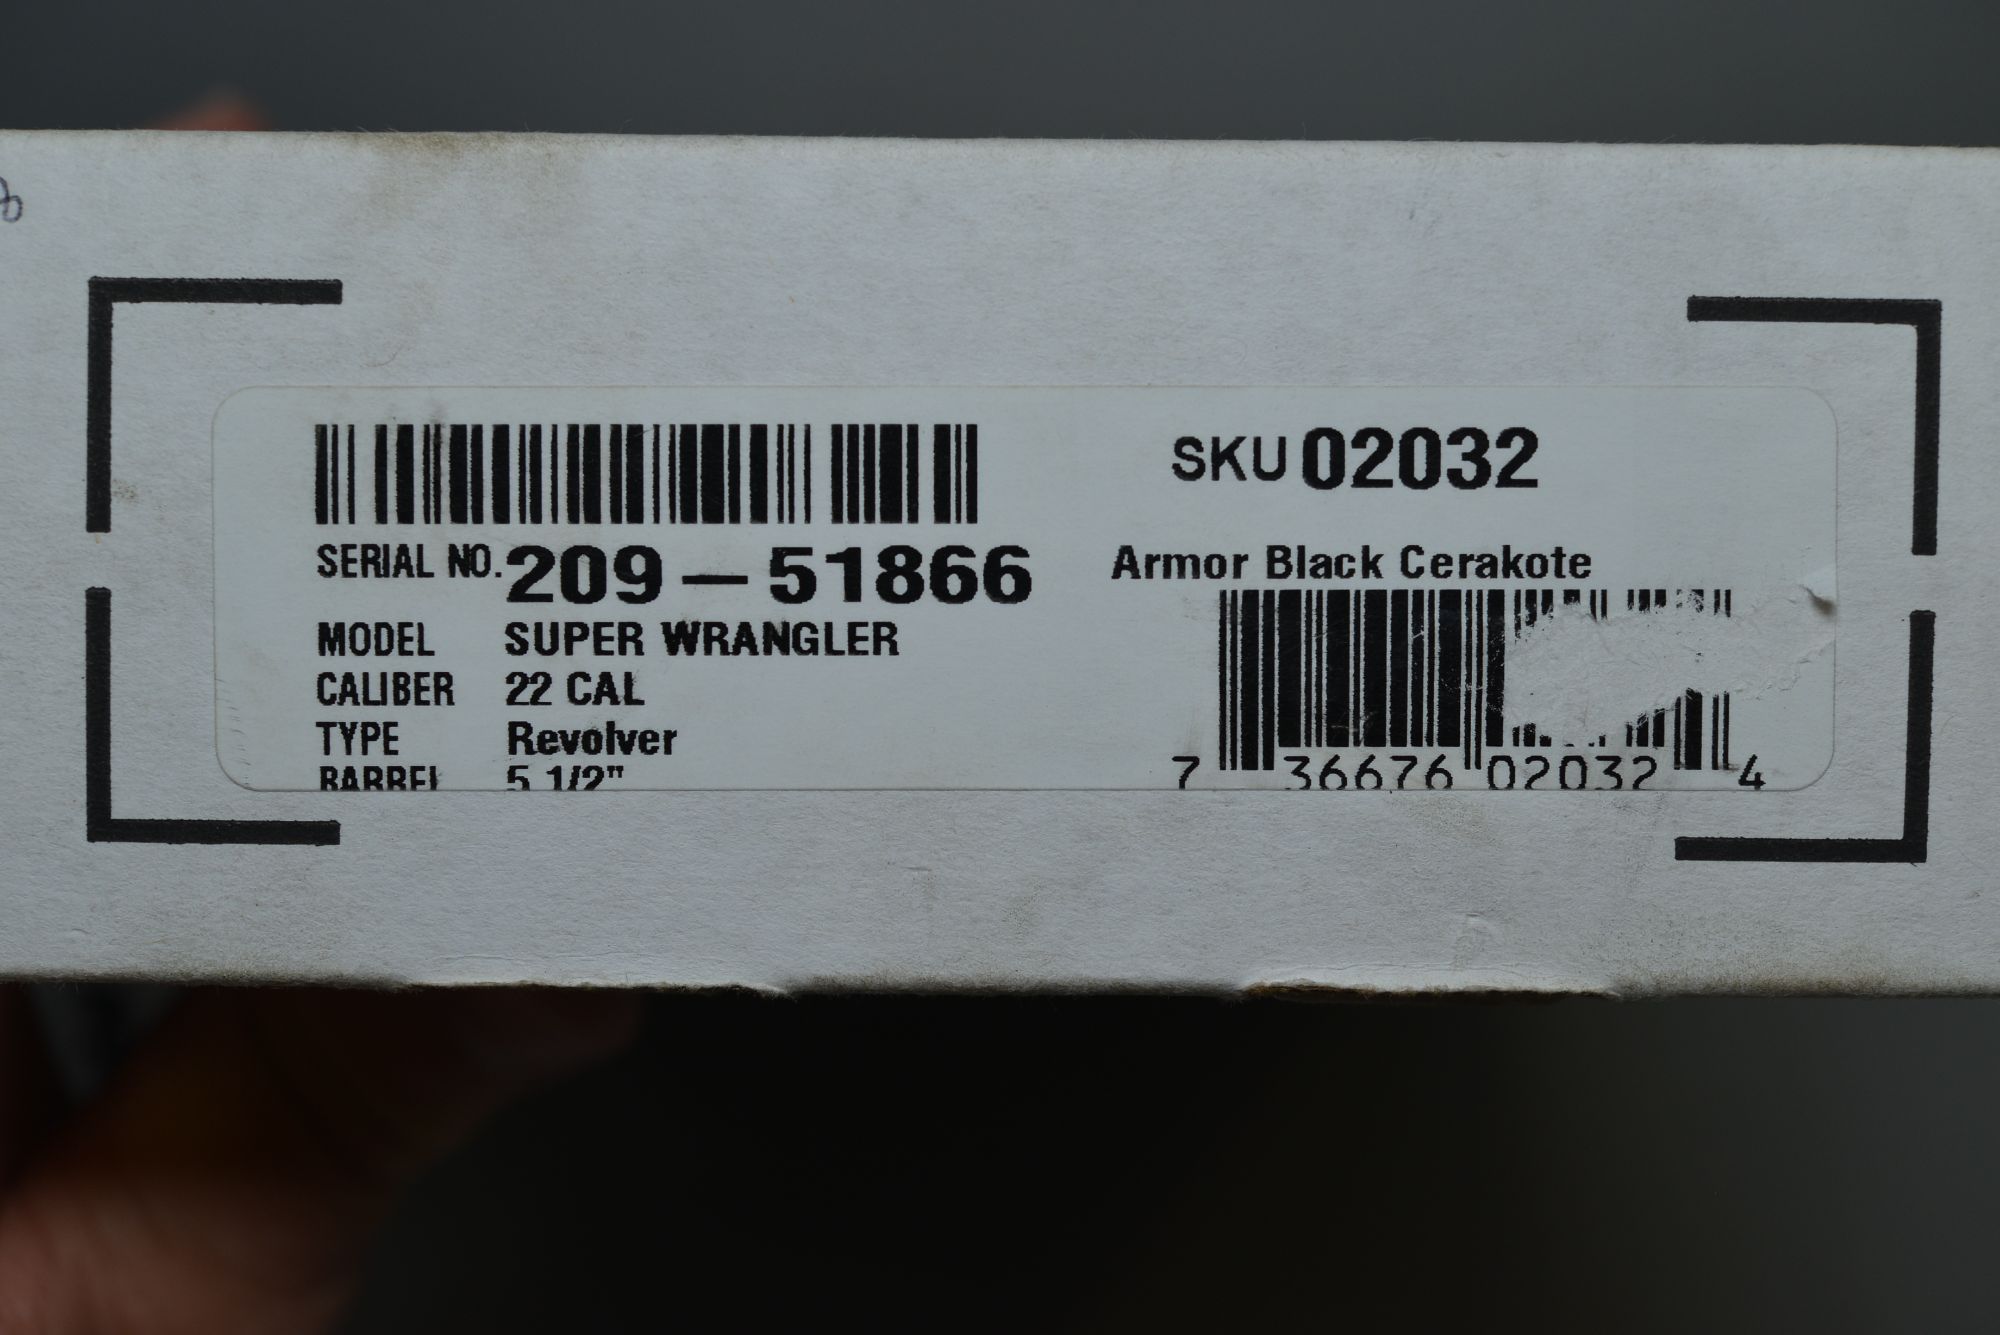 SKU 02032
SERIAL NO. 209-51866
Armor Black Cerakote
MODEL SUPER WRANGLER
CALIBER 22 CAL
TYPE Revolver
BARREL 5 1/2"
7 36676 02032 4